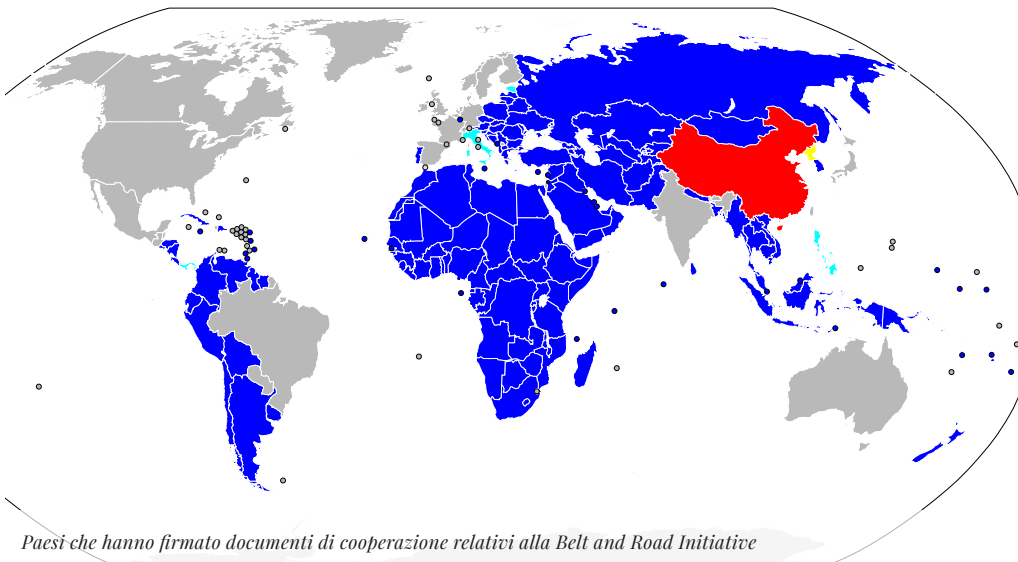 Paesi che hanno firmato documenti di cooperazione relativi alla Belt and Road Initiative